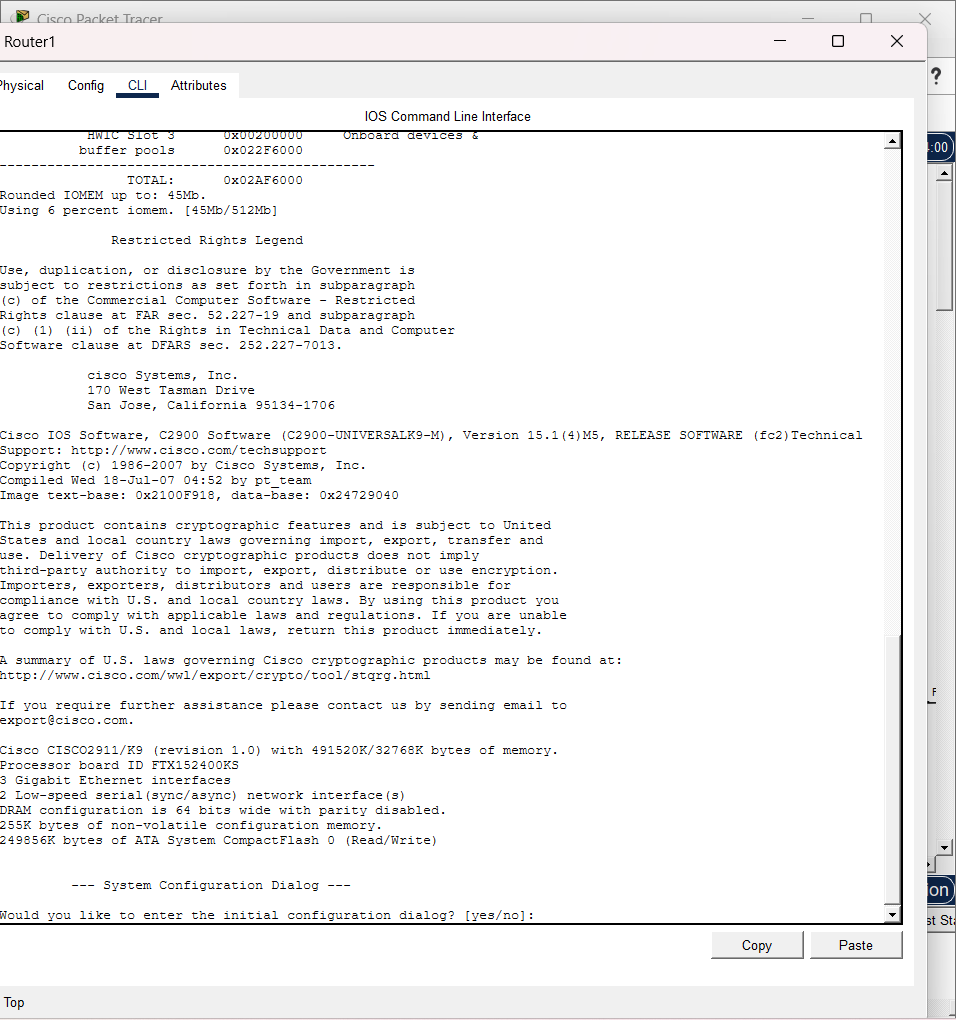 Cisco Packet Tracer
Router1
Physical Config CLI Attributes
?
IOS Command Line Interface
HWIC Slot 3 0x00200000 Onboard devices &
buffer pools 0x022F6000
-----------------------------------------------
TOTAL: 0x02AF6000
Rounded IOMEM up to: 45Mb.
Using 6 percent iomem. [45Mb/512Mb]
Restricted Rights Legend
Use, duplication, or disclosure by the Government is
subject to restrictions as set forth in subparagraph
(c) of the Commercial Computer Software - Restricted
Rights clause at FAR sec. 52.227-19 and subparagraph
(c) (1) (ii) of the Rights in Technical Data and Computer
Software clause at DFARS sec. 252.227-7013.
cisco Systems, Inc.
170 West Tasman Drive
San Jose, California 95134-1706
Cisco IOS Software, C2900 Software (C2900-UNIVERSALK9-M), Version 15.1(4)M5, RELEASE SOFTWARE (fc2)Technical
Support: http://www.cisco.com/techsupport
Copyright (c) 1986-2007 by Cisco Systems, Inc.
Compiled Wed 18-Jul-07 04:52 by pt_team
Image text-base: 0x2100F918, data-base: 0x24729040
This product contains cryptographic features and is subject to United
States and local country laws governing import, export, transfer and
use. Delivery of Cisco cryptographic products does not imply
third-party authority to import, export, distribute or use encryption.
Importers, exporters, distributors and users are responsible for
compliance with U.S. and local country laws. By using this product you
agree to comply with applicable laws and regulations. If you are unable
to comply with U.S. and local laws, return this product immediately.
A summary of U.S. laws governing Cisco cryptographic products may be found at:
http://www.cisco.com/wwl/export/crypto/tool/stqrg.html
If you require further assistance please contact us by sending email to
export@cisco.com.
Cisco CISCO2911/K9 (revision 1.0) with 491520K/32768K bytes of memory.
Processor board ID FTX152400KS
3 Gigabit Ethernet interfaces
2 Low-speed serial(sync/async) network interface(s)
DRAM configuration is 64 bits wide with parity disabled.
255K bytes of non-volatile configuration memory.
249856K bytes of ATA System CompactFlash 0 (Read/Write)
--- System Configuration Dialog ---
Would you like to enter the initial configuration dialog? [yes/no]:
Copy Paste
Top